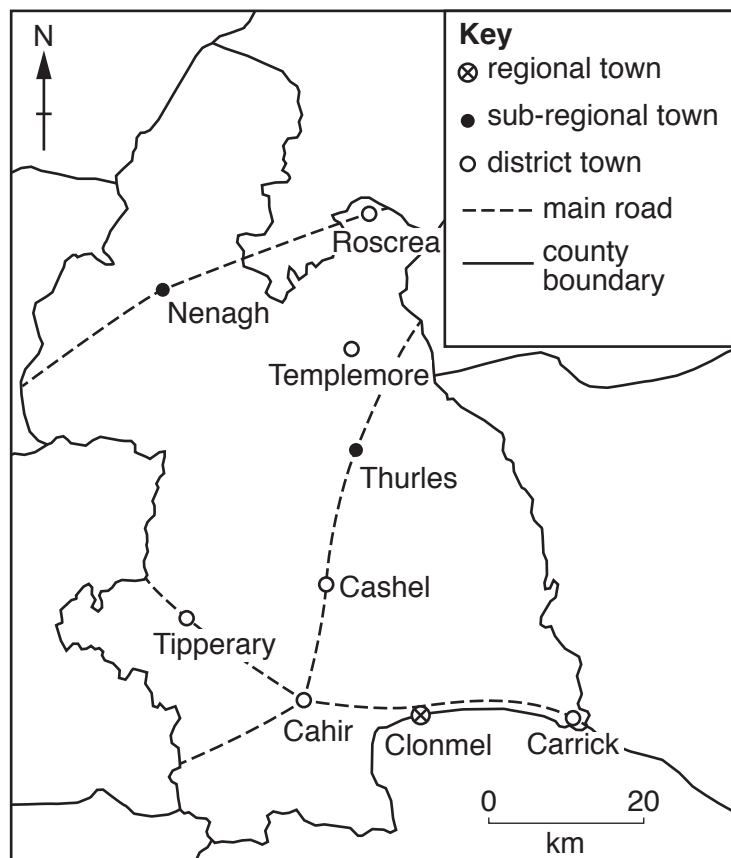 N
Key
regional town
sub-regional town
district town
main road
county
boundary
Roscrea
Nenagh
Templemore
Thurles
Cashel
Tipperary
Cahir
Clonmel
Carrick
0 20
km